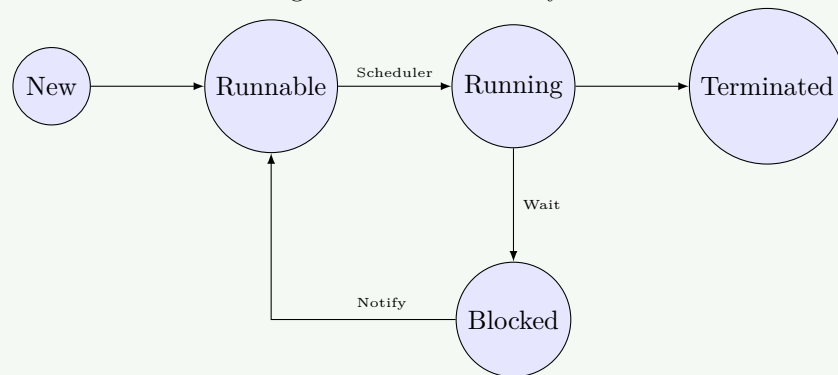 New
Runnable
Scheduler
Running
Terminated
Wait
Notify
Blocked